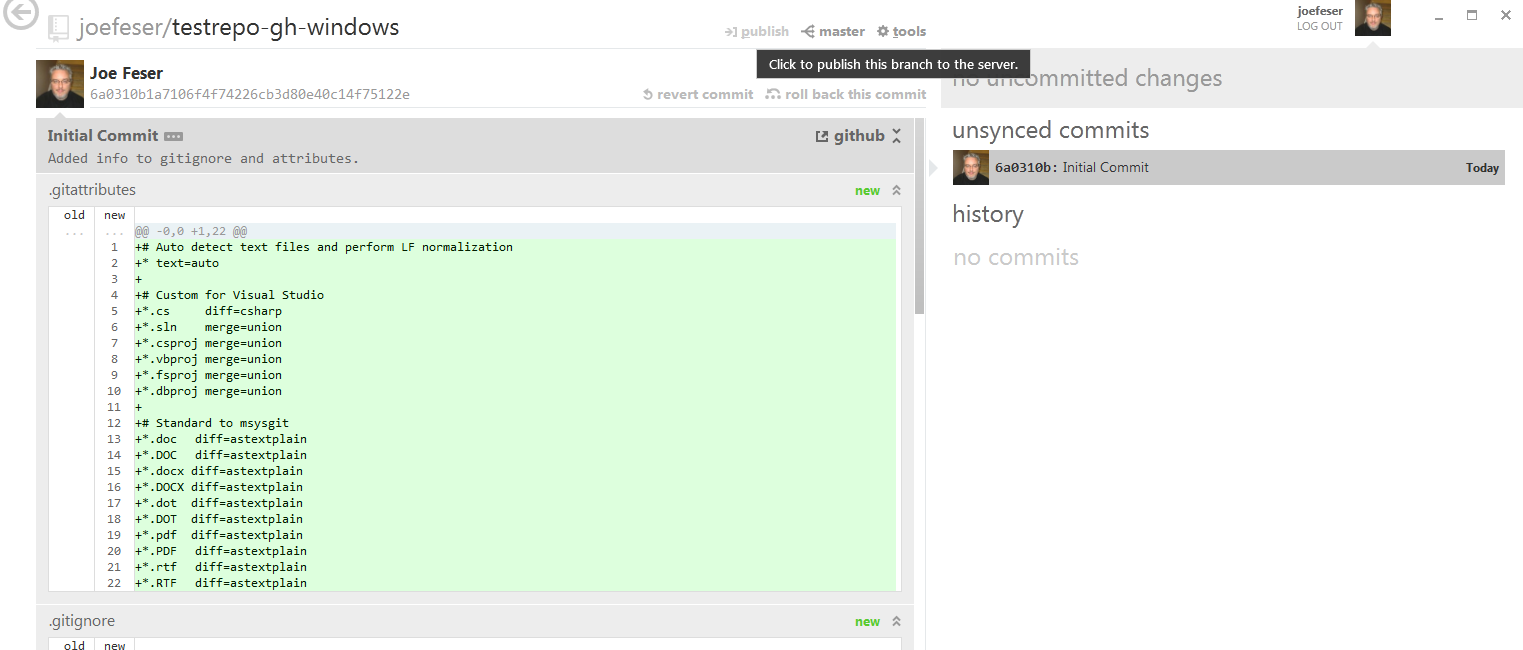 joefeser/testrepo-gh-windows
publish master tools
joefeser
LOG OUT
Click to publish this branch to the server.
Joe Feser
6a0310b1a7106f4f74226cb3d80e40c14f75122e
revert commit roll back this commit
Initial Commit
github
Added info to gitignore and attributes.
.gitattributes new
old new
... ... @@ -0,0 +1,22 @@
1 +# Auto detect text files and perform LF normalization
2 +* text=auto
3 +
4 +# Custom for Visual Studio
5 +*.cs     diff=csharp
6 +*.sln    merge=union
7 +*.csproj merge=union
8 +*.vbproj merge=union
9 +*.fsproj merge=union
10 +*.dbproj merge=union
11 +
12 +# Standard to msysgit
13 +*.doc   diff=astextplain
14 +*.DOC   diff=astextplain
15 +*.docx diff=astextplain
16 +*.DOCX diff=astextplain
17 +*.dot  diff=astextplain
18 +*.DOT  diff=astextplain
19 +*.pdf  diff=astextplain
20 +*.PDF   diff=astextplain
21 +*.rtf   diff=astextplain
22 +*.RTF   diff=astextplain
.gitignore new
old new
no uncommitted changes
unsynced commits
6a0310b: Initial Commit Today
history
no commits